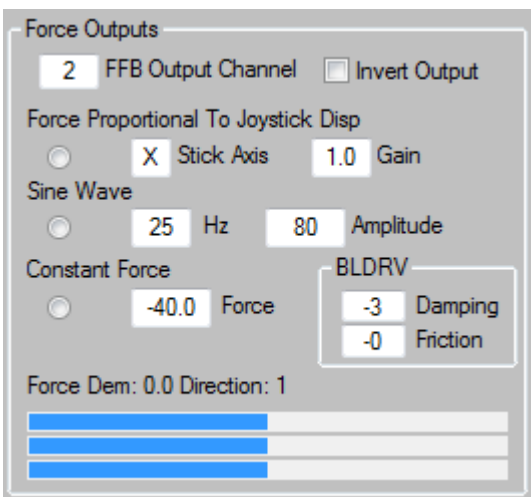 Force Outputs
2 FFB Output Channel Invert Output
Force Proportional To Joystick Disp
X Stick Axis 1.0 Gain
Sine Wave
25 Hz 80 Amplitude
Constant Force
-40.0 Force
BLDRV
-3 Damping
-0 Friction
Force Dem: 0.0 Direction: 1